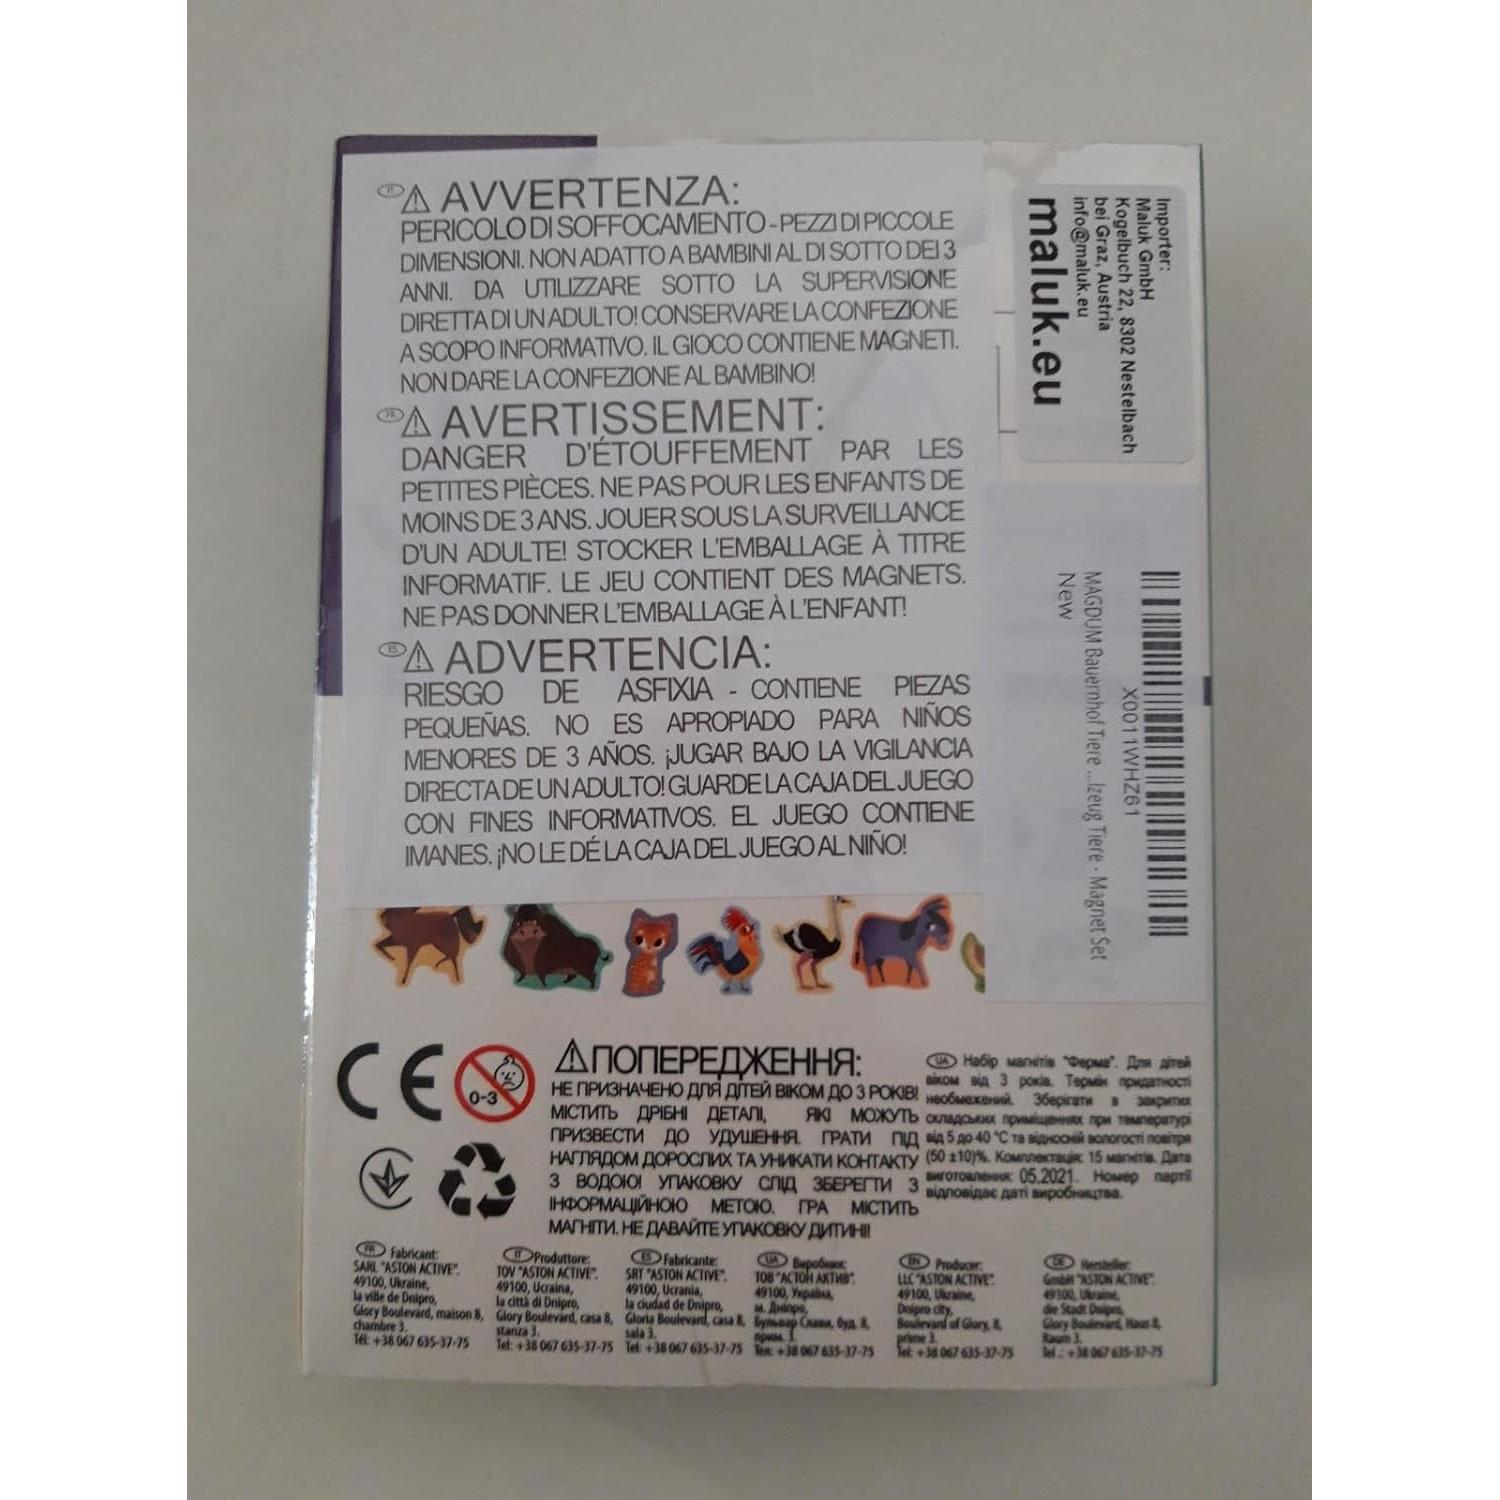 IT AVVERTENZA:
PERICOLO DI SOFFOCAMENTO - PEZZI DI PICCOLE
DIMENSIONI. NON ADATTO A BAMBINI AL DI SOTTO DEI 3
ANNI. DA UTILIZZARE SOTTO LA SUPERVISIONE
DIRETTA DI UN ADULTO! CONSERVARE LA CONFEZIONE
A SCOPO INFORMATIVO. IL GIOCO CONTIENE MAGNETI.
NON DARE LA CONFEZIONE AL BAMBINO!
FR AVERTISSEMENT:
DANGER D'ÉTOUFFEMENT PAR LES
PETITES PIÈCES. NE PAS POUR LES ENFANTS DE
MOINS DE 3 ANS. JOUER SOUS LA SURVEILLANCE
D'UN ADULTE! STOCKER L'EMBALLAGE À TITRE
INFORMATIF. LE JEU CONTIENT DES MAGNETS.
NE PAS DONNER L'EMBALLAGE À L'ENFANT!
ES ADVERTENCIA:
RIESGO DE ASFIXIA - CONTIENE PIEZAS
PEQUEÑAS. NO ES APROPIADO PARA NIÑOS
MENORES DE 3 AÑOS. ¡JUGAR BAJO LA VIGILANCIA
DIRECTA DE UN ADULTO! GUARDE LA CAJA DEL JUEGO
CON FINES INFORMATIVOS. EL JUEGO CONTIENE
IMANES. ¡NO LE DÉ LA CAJA DEL JUEGO AL NIÑO!
Importer:
Maluk GmbH
Kogelbuch 22, 8302 Nestelbach
bei Graz, Austria
info@maluk.eu
maluk.eu
X0011WHZ61
MAGDUM Bauernhof Tiere ...lzeug Tiere - Magnet Set
New
CE
0-3
ПОПЕРЕДЖЕННЯ:
НЕ ПРИЗНАЧЕНО ДЛЯ ДІТЕЙ ВІКОМ ДО 3 РОКІВ!
МІСТИТЬ ДРІБНІ ДЕТАЛІ, ЯКІ МОЖУТЬ
ПРИЗВЕСТИ ДО УДУШЕННЯ. ГРАТИ ПІД
НАГЛЯДОМ ДОРОСЛИХ ТА УНИКАТИ КОНТАКТУ
З ВОДОЮ! УПАКОВКУ СЛІД ЗБЕРЕГТИ З
ІНФОРМАЦІЙНОЮ МЕТОЮ. ГРА МІСТИТЬ
МАГНІТИ. НЕ ДАВАЙТЕ УПАКОВКУ ДИТИНІ!
UA Набір магнітів "Ферма". Для дітей
віком від 3 років. Термін придатності
необмежений. Зберігати в закритих
складських приміщеннях при температурі
від 5 до 40 °C та відносній вологості повітря
(50 ±10)%. Комплектація: 15 магнітів. Дата
виготовлення: 05.2021. Номер партії
відповідає даті виробництва.
FR Fabricant:
SARL "ASTON ACTIVE".
49100, Ukraine,
la ville de Dnipro,
Glory Boulevard, maison 8,
chambre 3.
Tél: +38 067 635-37-75
IT Produttore:
TOV "ASTON ACTIVE".
49100, Ucraina,
la città di Dnipro,
Glory Boulevard, casa 8,
stanza 3.
Tel: +38 067 635-37-75
ES Fabricante:
SRT "ASTON ACTIVE".
49100, Ucrania,
la ciudad de Dnipro,
Gloria Boulevard, casa 8,
sala 3.
Tel: +38 067 635-37-75
UA Виробник:
ТОВ "АСТОН АКТИВ".
49100, Україна,
м. Дніпро,
Бульвар Слави, буд. 8,
прим. 3.
Тел: +38 067 635-37-75
EN Producer:
LLC "ASTON ACTIVE".
49100, Ukraine,
Dnipro city,
Boulevard of Glory, 8,
prime 3.
Tel: +38 067 635-37-75
DE Hersteller:
GmbH "ASTON ACTIVE".
49100, Ukraine,
die Stadt Dnipro,
Glory Boulevard, Haus 8,
Raum 3.
Tel .: +38 067 635-37-75